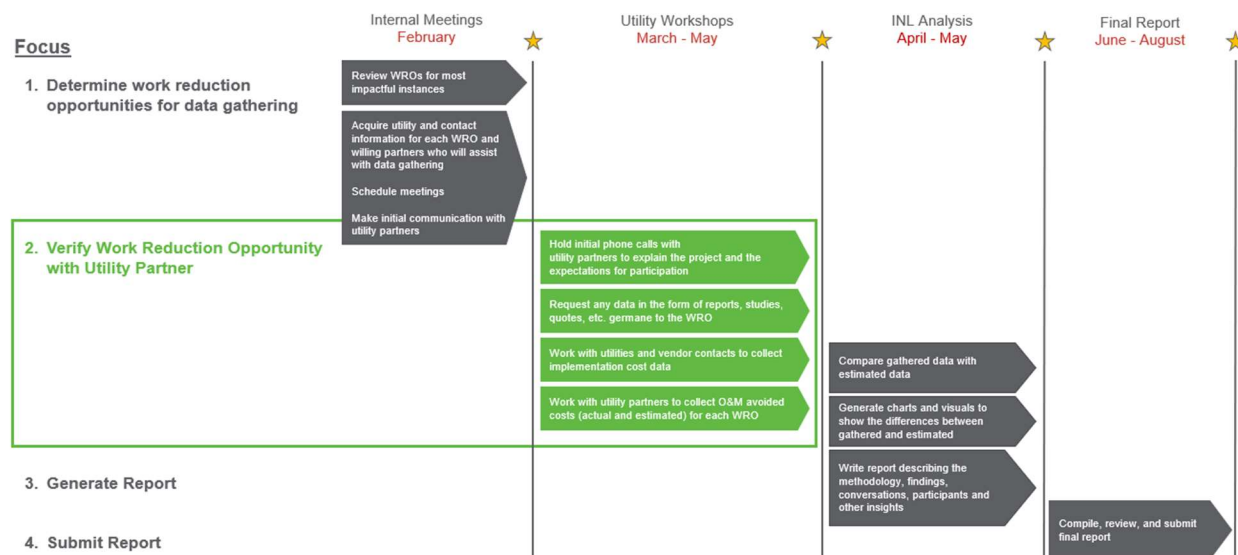 Internal Meetings
February
Utility Workshops
March - May
INL Analysis
April - May
Final Report
June - August
Focus
1. Determine work reduction
opportunities for data gathering
Review WROs for most
impactful instances
Acquire utility and contact
information for each WRO and
willing partners who will assist
with data gathering
Schedule meetings
Make initial communication with
utility partners
2. Verify Work Reduction Opportunity
with Utility Partner
Hold initial phone calls with
utility partners to explain the project and the
expectations for participation
Request any data in the form of reports, studies,
quotes, etc. germane to the WRO
Work with utilities and vendor contacts to collect
implementation cost data
Work with utility partners to collect O&M avoided
costs (actual and estimated) for each WRO
Compare gathered data with
estimated data
Generate charts and visuals to
show the differences between
gathered and estimated
3. Generate Report
Write report describing the
methodology, findings,
conversations, participants and
other insights
4. Submit Report
Compile, review, and submit
final report